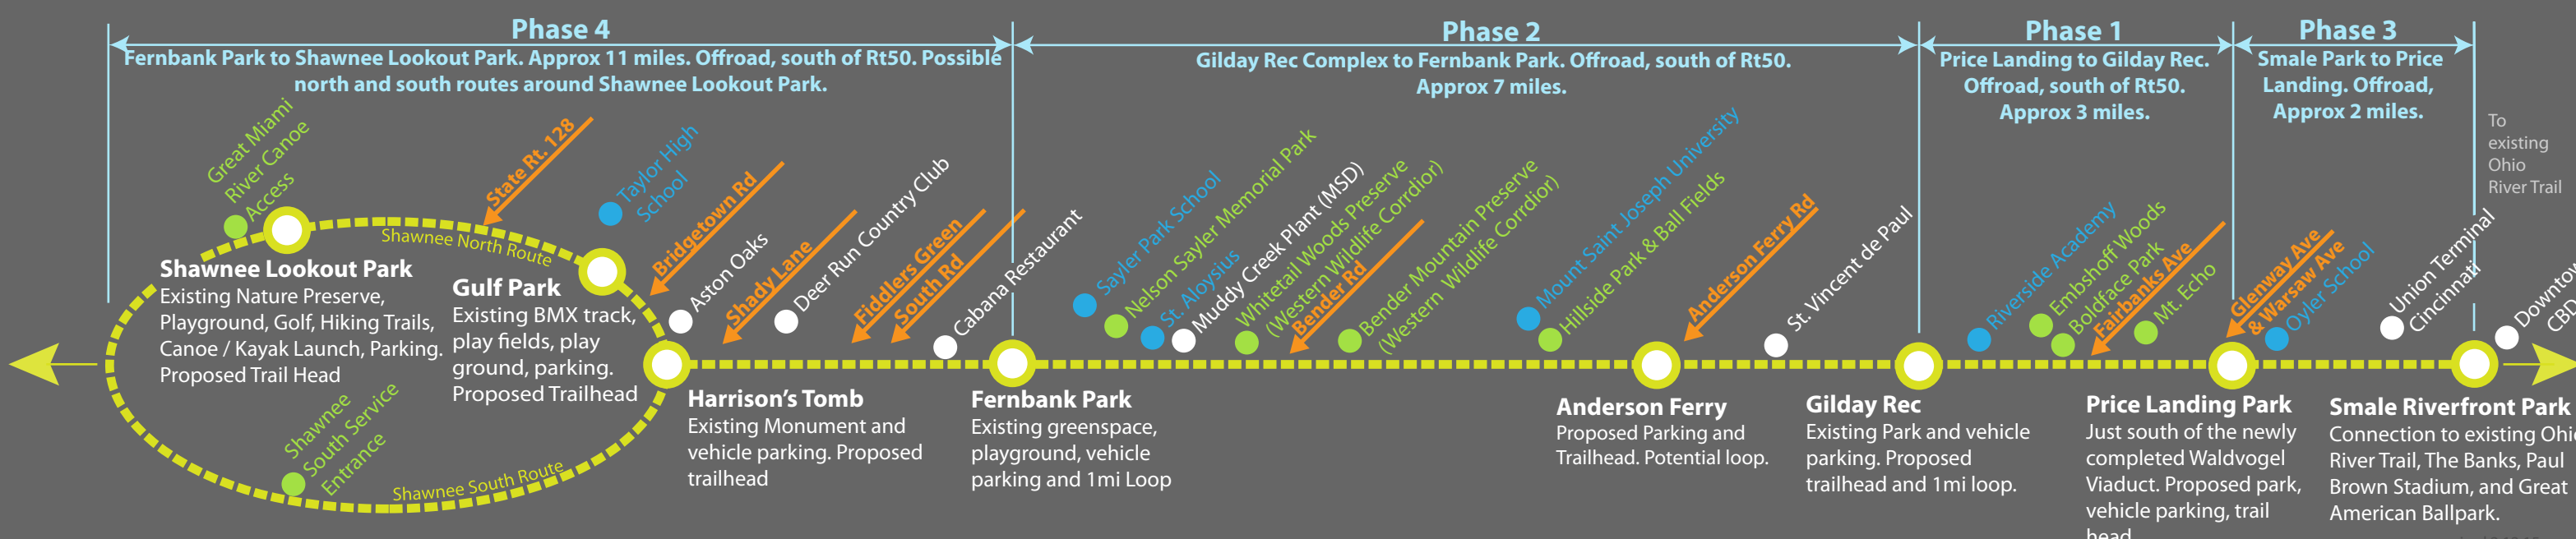 Phase 4
Fernbank Park to Shawnee Lookout Park. Approx 11 miles. Offroad, south of Rt50. Possible
north and south routes around Shawnee Lookout Park.
Phase 2
Gilday Rec Complex to Fernbank Park. Offroad, south of Rt50.
Approx 7 miles.
Phase 1
Price Landing to Gilday Rec.
Offroad, south of Rt50.
Approx 3 miles.
Phase 3
Smale Park to Price
Landing. Offroad,
Approx 2 miles.
To
existing
Ohio
River Trail
Great Miami
River Canoe
Access
State Rt. 128
Taylor High
School
Bridgetown Rd
Aston Oaks
Shady Lane
Deer Run Country Club
Fiddlers Green
South Rd
Cabana Restaurant
Sayler Park School
Nelson Sayler Memorial Park
St. Aloysius
Muddy Creek Plant (MSD)
Whitetail Woods Preserve
(Western Wildlife Corrdior)
Bender Rd
Bender Mountain Preserve
(Western Wildlife Corrdior)
Mount Saint Joseph University
Hillside Park & Ball Fields
Anderson Ferry Rd
St. Vincent de Paul
Riverside Academy
Embshoff Woods
Boldface Park
Fairbanks Ave
Mt. Echo
Glenway Ave
& Warsaw Ave
Oyler School
Union Terminal
Cincinnati
Downtow
CBD
Shawnee North Route
Shawnee Lookout Park
Existing Nature Preserve,
Playground, Golf, Hiking Trails,
Canoe / Kayak Launch, Parking.
Proposed Trail Head
Gulf Park
Existing BMX track,
play fields, play
ground, parking.
Proposed Trailhead
Shawnee
South Service
Entrance
Shawnee South Route
Harrison's Tomb
Existing Monument and
vehicle parking. Proposed
trailhead
Fernbank Park
Existing greenspace,
playground, vehicle
parking and 1mi Loop
Anderson Ferry
Proposed Parking and
Trailhead. Potential loop.
Gilday Rec
Existing Park and vehicle
parking. Proposed
trailhead and 1mi loop.
Price Landing Park
Just south of the newly
completed Waldvogel
Viaduct. Proposed park,
vehicle parking, trail
head
Smale Riverfront Park
Connection to existing Ohio
River Trail, The Banks, Paul
Brown Stadium, and Great
American Ballpark.